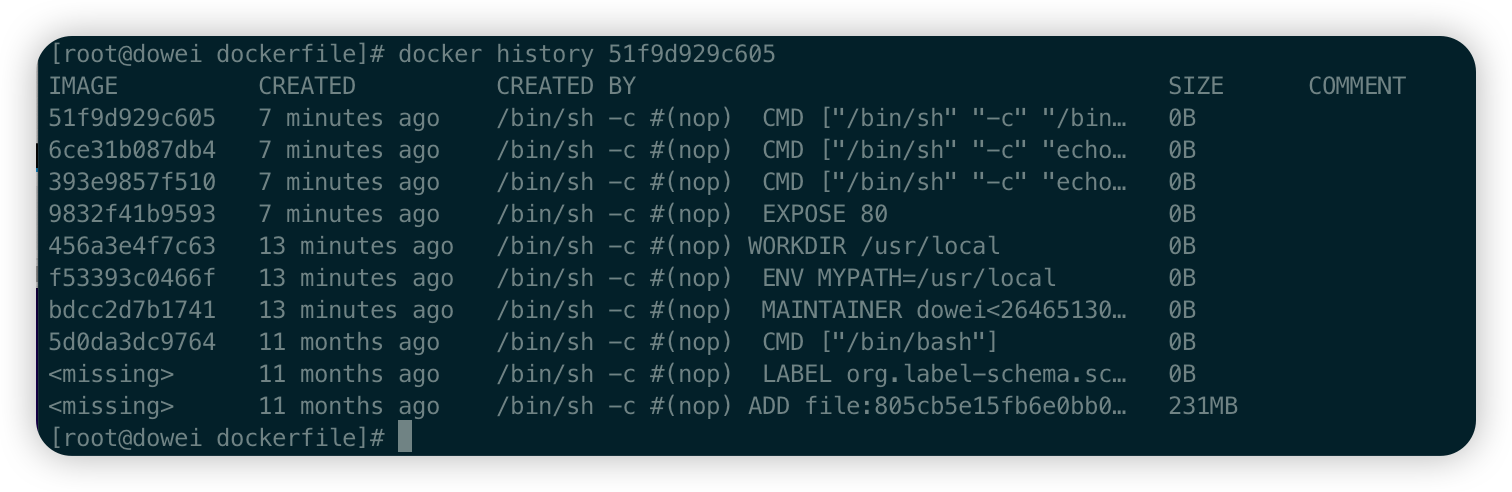 [root@dowei dockerfile]# docker history 51f9d929c605
IMAGE          CREATED          CREATED BY                                      SIZE      COMMENT
51f9d929c605   7 minutes ago    /bin/sh -c #(nop)  CMD ["/bin/sh" "-c" "/bin…   0B
6ce31b087db4   7 minutes ago    /bin/sh -c #(nop)  CMD ["/bin/sh" "-c" "echo…   0B
393e9857f510   7 minutes ago    /bin/sh -c #(nop)  CMD ["/bin/sh" "-c" "echo…   0B
9832f41b9593   7 minutes ago    /bin/sh -c #(nop)  EXPOSE 80                    0B
456a3e4f7c63   13 minutes ago   /bin/sh -c #(nop) WORKDIR /usr/local            0B
f53393c0466f   13 minutes ago   /bin/sh -c #(nop)  ENV MYPATH=/usr/local        0B
bdcc2d7b1741   13 minutes ago   /bin/sh -c #(nop)  MAINTAINER dowei<26465130…   0B
5d0da3dc9764   11 months ago    /bin/sh -c #(nop)  CMD ["/bin/bash"]            0B
<missing>      11 months ago    /bin/sh -c #(nop)  LABEL org.label-schema.sc…   0B
<missing>      11 months ago    /bin/sh -c #(nop) ADD file:805cb5e15fb6e0bb0…   231MB
[root@dowei dockerfile]#